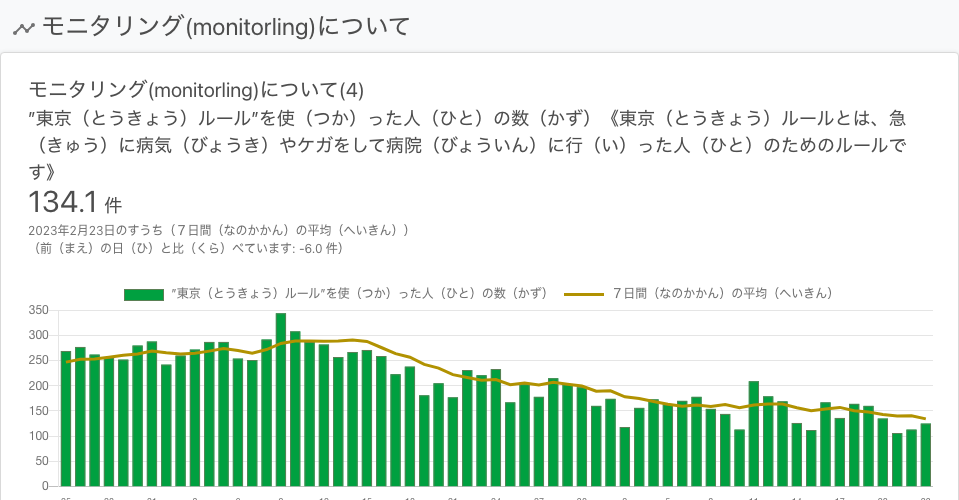 モニタリング(monitorling)について
モニタリング(monitorling)について(4)
”東京（とうきょう）ルール”を使（つか）った人（ひと）の数（かず）《東京（とうきょう）ルールとは、急
（きゅう）に病気（びょうき）やケガをして病院（びょういん）に行（い）った人（ひと）のためのルールで
す》
134.1 件
2023年2月23日のすうち（７日間（なのかかん）の平均（へいきん））
（前（まえ）の日（ひ）と比（くら）べています: -6.0 件）
”東京（とうきょう）ルール”を使（つか）った人（ひと）の数（かず） ７日間（なのかかん）の平均（へいきん）
350
300
250
200
150
100
50
0